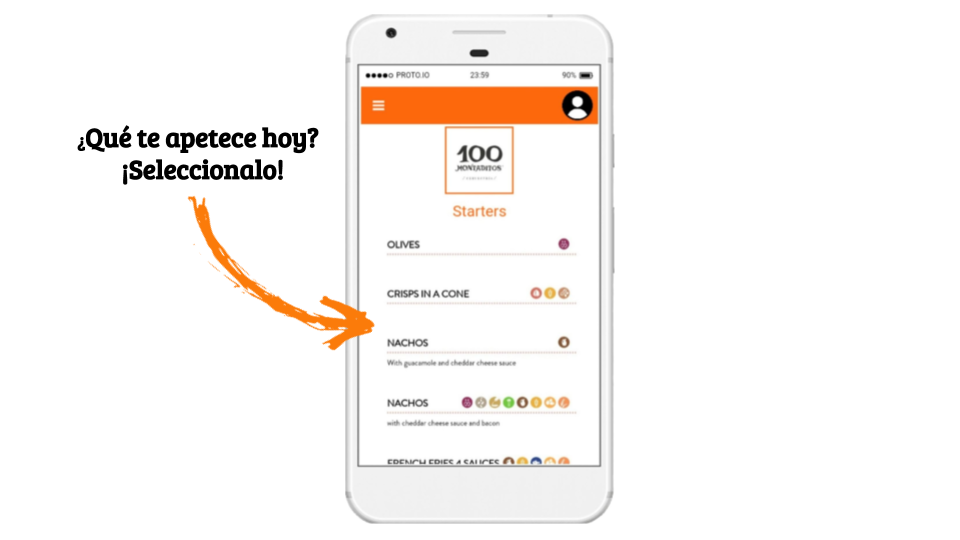 ¿Qué te apetece hoy?
¡Seleccionalo!
PROTO.IO 23:59 90%
100
MONTADITOS
Starters
OLIVES
CRISPS IN A CONE
NACHOS
With guacamole and cheddar cheese sauce
NACHOS
with cheddar cheese sauce and bacon
FRENCH FRIES 4 SAUCES